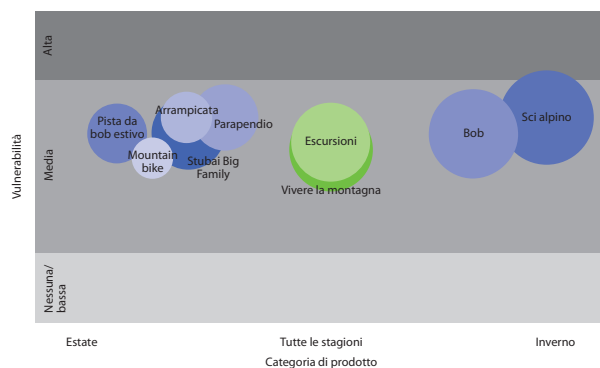 Vulnerabilità
Alta
Media
Nessuna/
bassa
Pista da
bob estivo
Arrampicata
Parapendio
Mountain
bike
Stubai Big
Family
Escursioni
Vivere la montagna
Bob
Sci alpino
Estate
Tutte le stagioni
Inverno
Categoria di prodotto